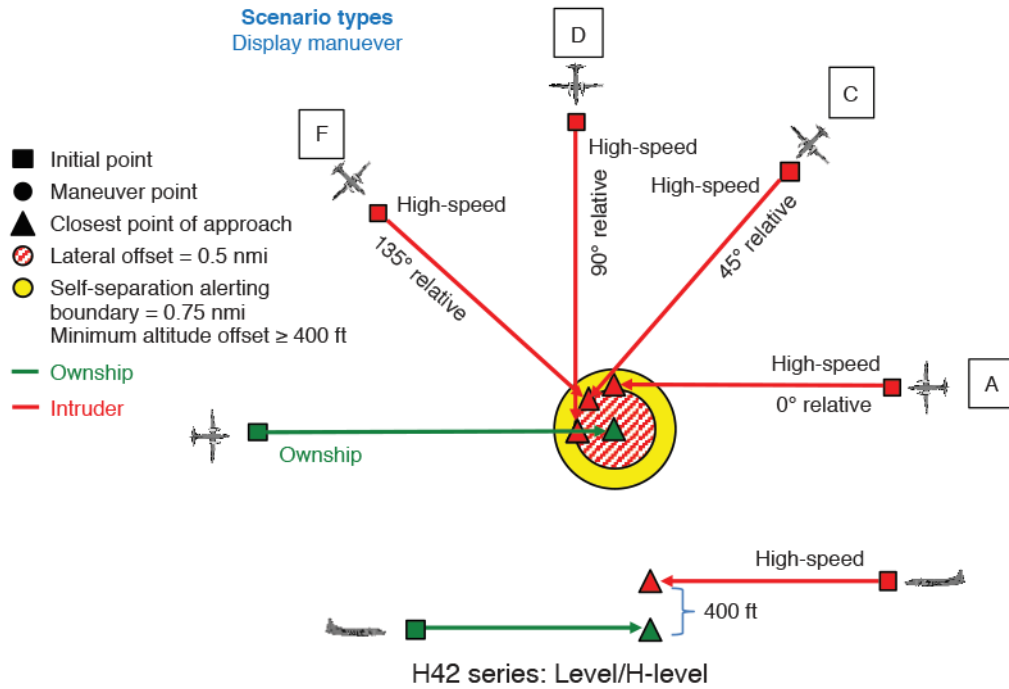 Scenario types
Display manuever
D
C
F
High-speed
High-speed
High-speed
135° relative
90° relative
45° relative
Initial point
Maneuver point
Closest point of approach
Lateral offset = 0.5 nmi
Self-separation alerting
boundary = 0.75 nmi
Minimum altitude offset ≥ 400 ft
Ownship
Intruder
High-speed
0° relative
A
Ownship
High-speed
400 ft
H42 series: Level/H-level